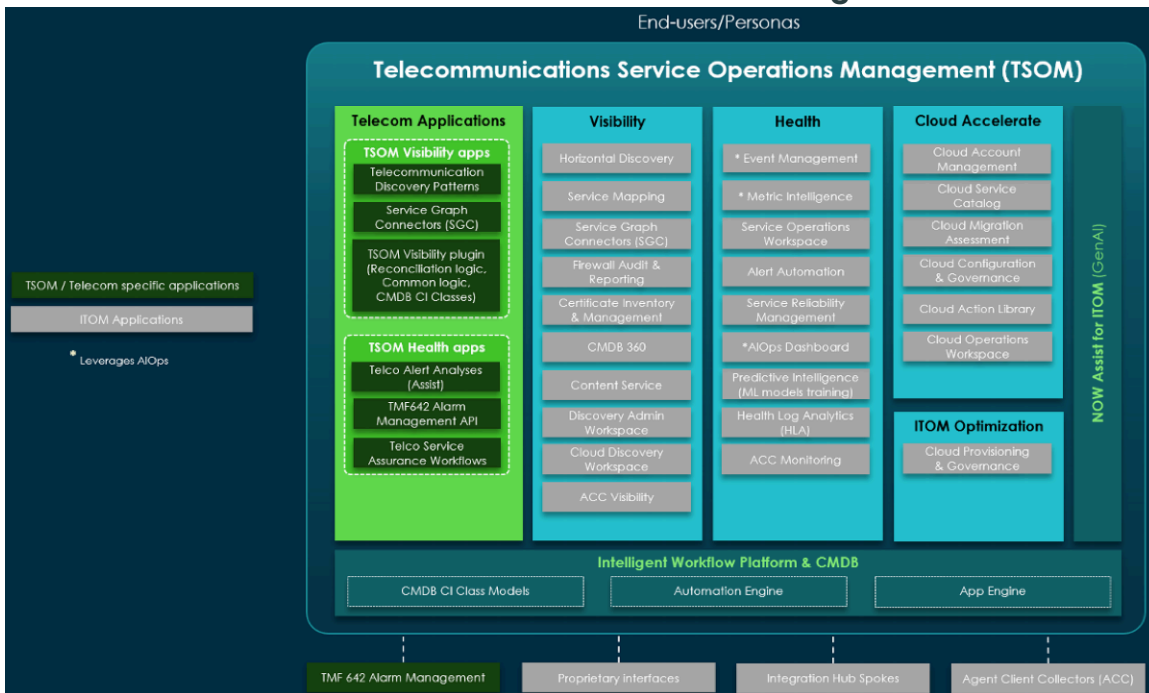 End-users/Personas
Telecommunications Service Operations Management (TSOM)
Telecom Applications
TSOM Visibility apps
Telecommunication
Discovery Patterns
Service Graph
Connectors (SGC)
TSOM Visibility plugin
(Reconciliation logic,
Common logic,
CMDB CI Classes)
TSOM Health apps
Telco Alert Analyses
(Assist)
TMF642 Alarm
Management API
Telco Service
Assurance Workflows
Visibility
Horizontal Discovery
Service Mapping
Service Graph
Connectors (SGC)
Firewall Audit &
Reporting
Certificate Inventory
& Management
CMDB 360
Content Service
Discovery Admin
Workspace
Cloud Discovery
Workspace
ACC Visibility
Health
* Event Management
* Metric Intelligence
Service Operations
Workspace
Alert Automation
Service Reliability
Management
*AIOps Dashboard
Predictive Intelligence
(ML models training)
Health Log Analytics
(HLA)
ACC Monitoring
Cloud Accelerate
Cloud Account
Management
Cloud Service
Catalog
Cloud Migration
Assessment
Cloud Configuration
& Governance
Cloud Action Library
Cloud Operations
Workspace
ITOM Optimization
Cloud Provisioning
& Governance
NOW Assist for ITOM (GenAI)
TSOM / Telecom specific applications
ITOM Applications
* Leverages AIOps
Intelligent Workflow Platform & CMDB
CMDB CI Class Models
Automation Engine
App Engine
TMF 642 Alarm Management
Proprietary interfaces
Integration Hub Spokes
Agent Client Collectors (ACC)